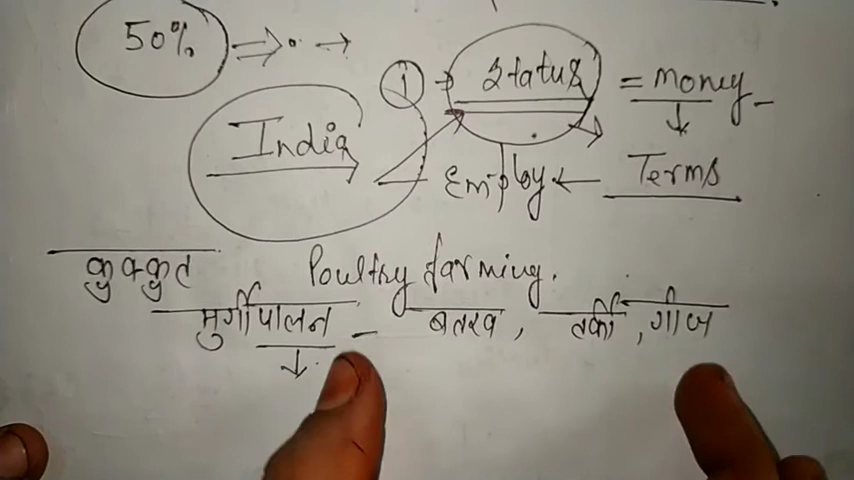 50% ⇒ • →
① → Status = money
India
Employ ← Terms
कुक्कुट Poultry farming.
मुर्गीपालन – बतख, टर्की, गीज